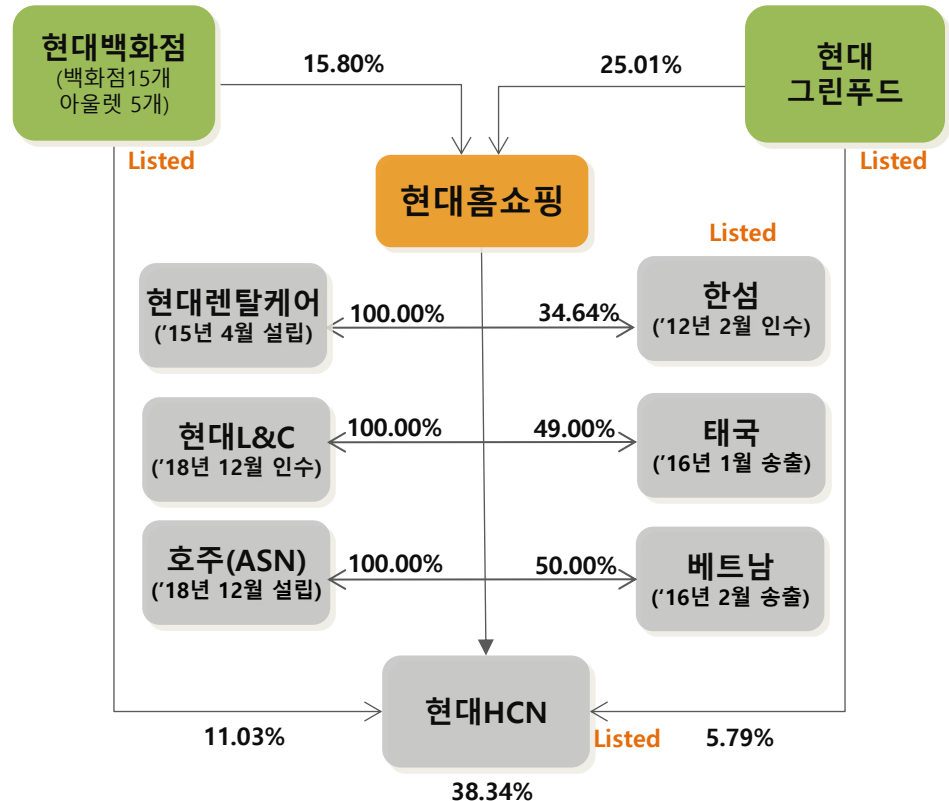 현대백화점
(백화점15개
아울렛 5개)
15.80%
25.01%
현대
그린푸드
Listed
Listed
현대홈쇼핑
Listed
현대렌탈케어
('15년 4월 설립)
100.00%
34.64%
한섬
('12년 2월 인수)
현대L&C
('18년 12월 인수)
100.00%
49.00%
태국
('16년 1월 송출)
호주(ASN)
('18년 12월 설립)
100.00%
50.00%
베트남
('16년 2월 송출)
현대HCN
11.03%
Listed
5.79%
38.34%